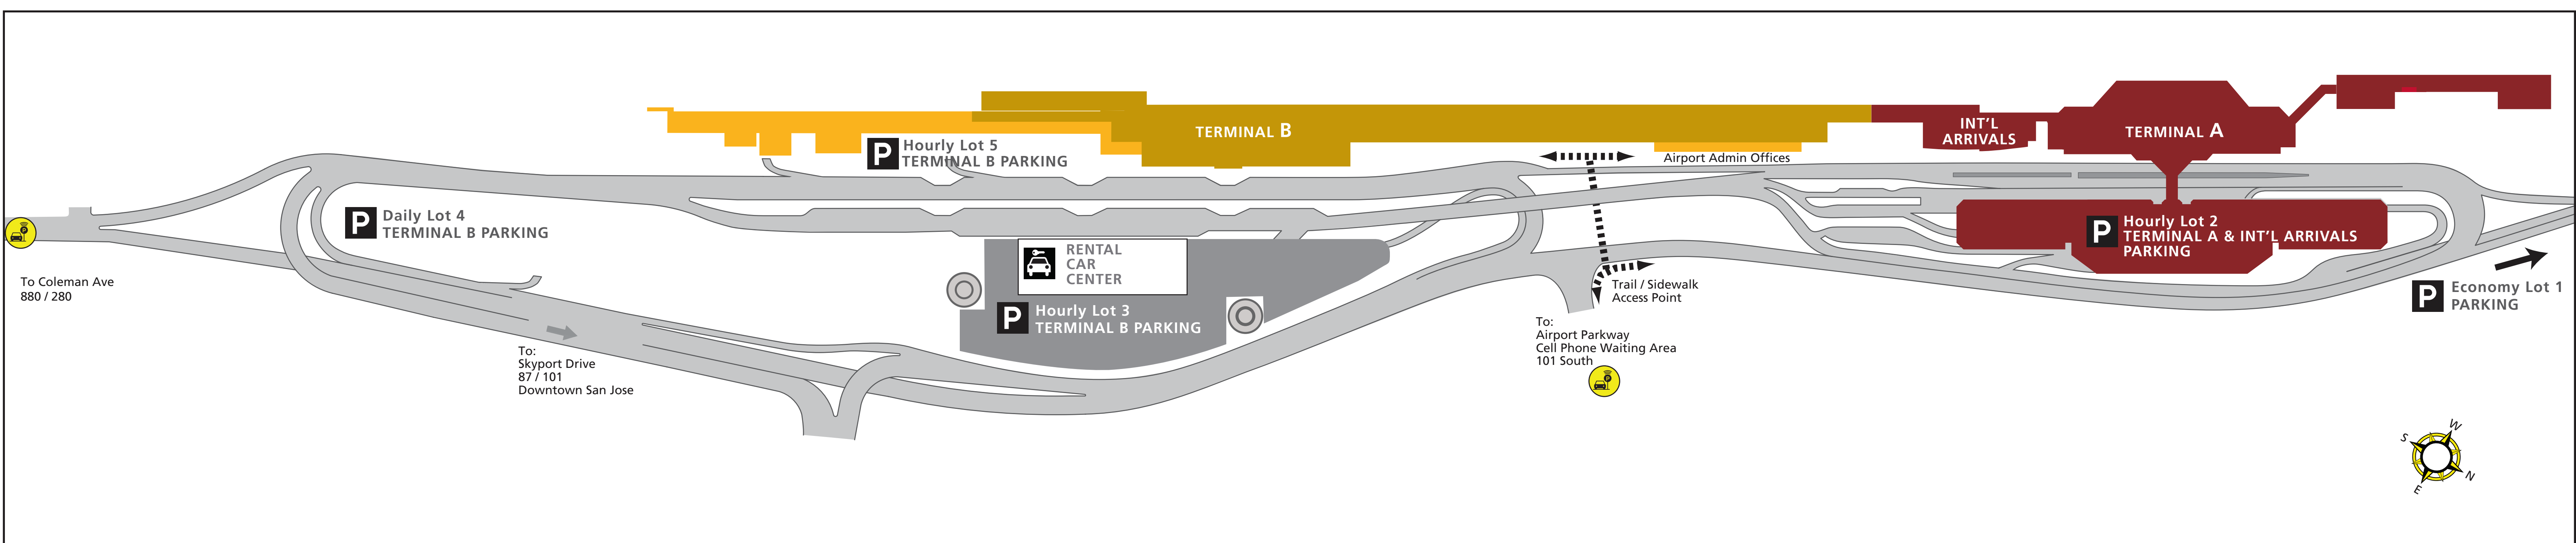 TERMINAL B
INT'L
ARRIVALS
TERMINAL A
P Hourly Lot 5
TERMINAL B PARKING
Airport Admin Offices
P Daily Lot 4
TERMINAL B PARKING
P Hourly Lot 2
TERMINAL A & INT'L ARRIVALS
PARKING
RENTAL
CAR
CENTER
To Coleman Ave
880 / 280
Trail / Sidewalk
Access Point
P Economy Lot 1
PARKING
P Hourly Lot 3
TERMINAL B PARKING
To:
Airport Parkway
Cell Phone Waiting Area
101 South
To:
Skyport Drive
87 / 101
Downtown San Jose
W
S
N
E